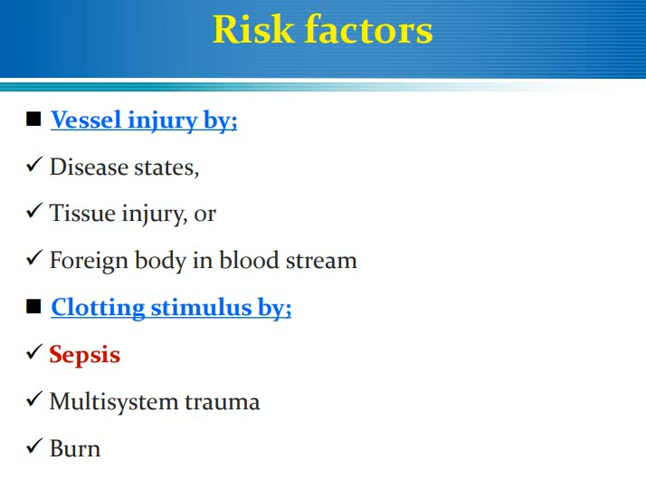 Risk factors
■ Vessel injury by;
✓ Disease states,
✓ Tissue injury, or
✓ Foreign body in blood stream
■ Clotting stimulus by;
✓ Sepsis
✓ Multisystem trauma
✓ Burn